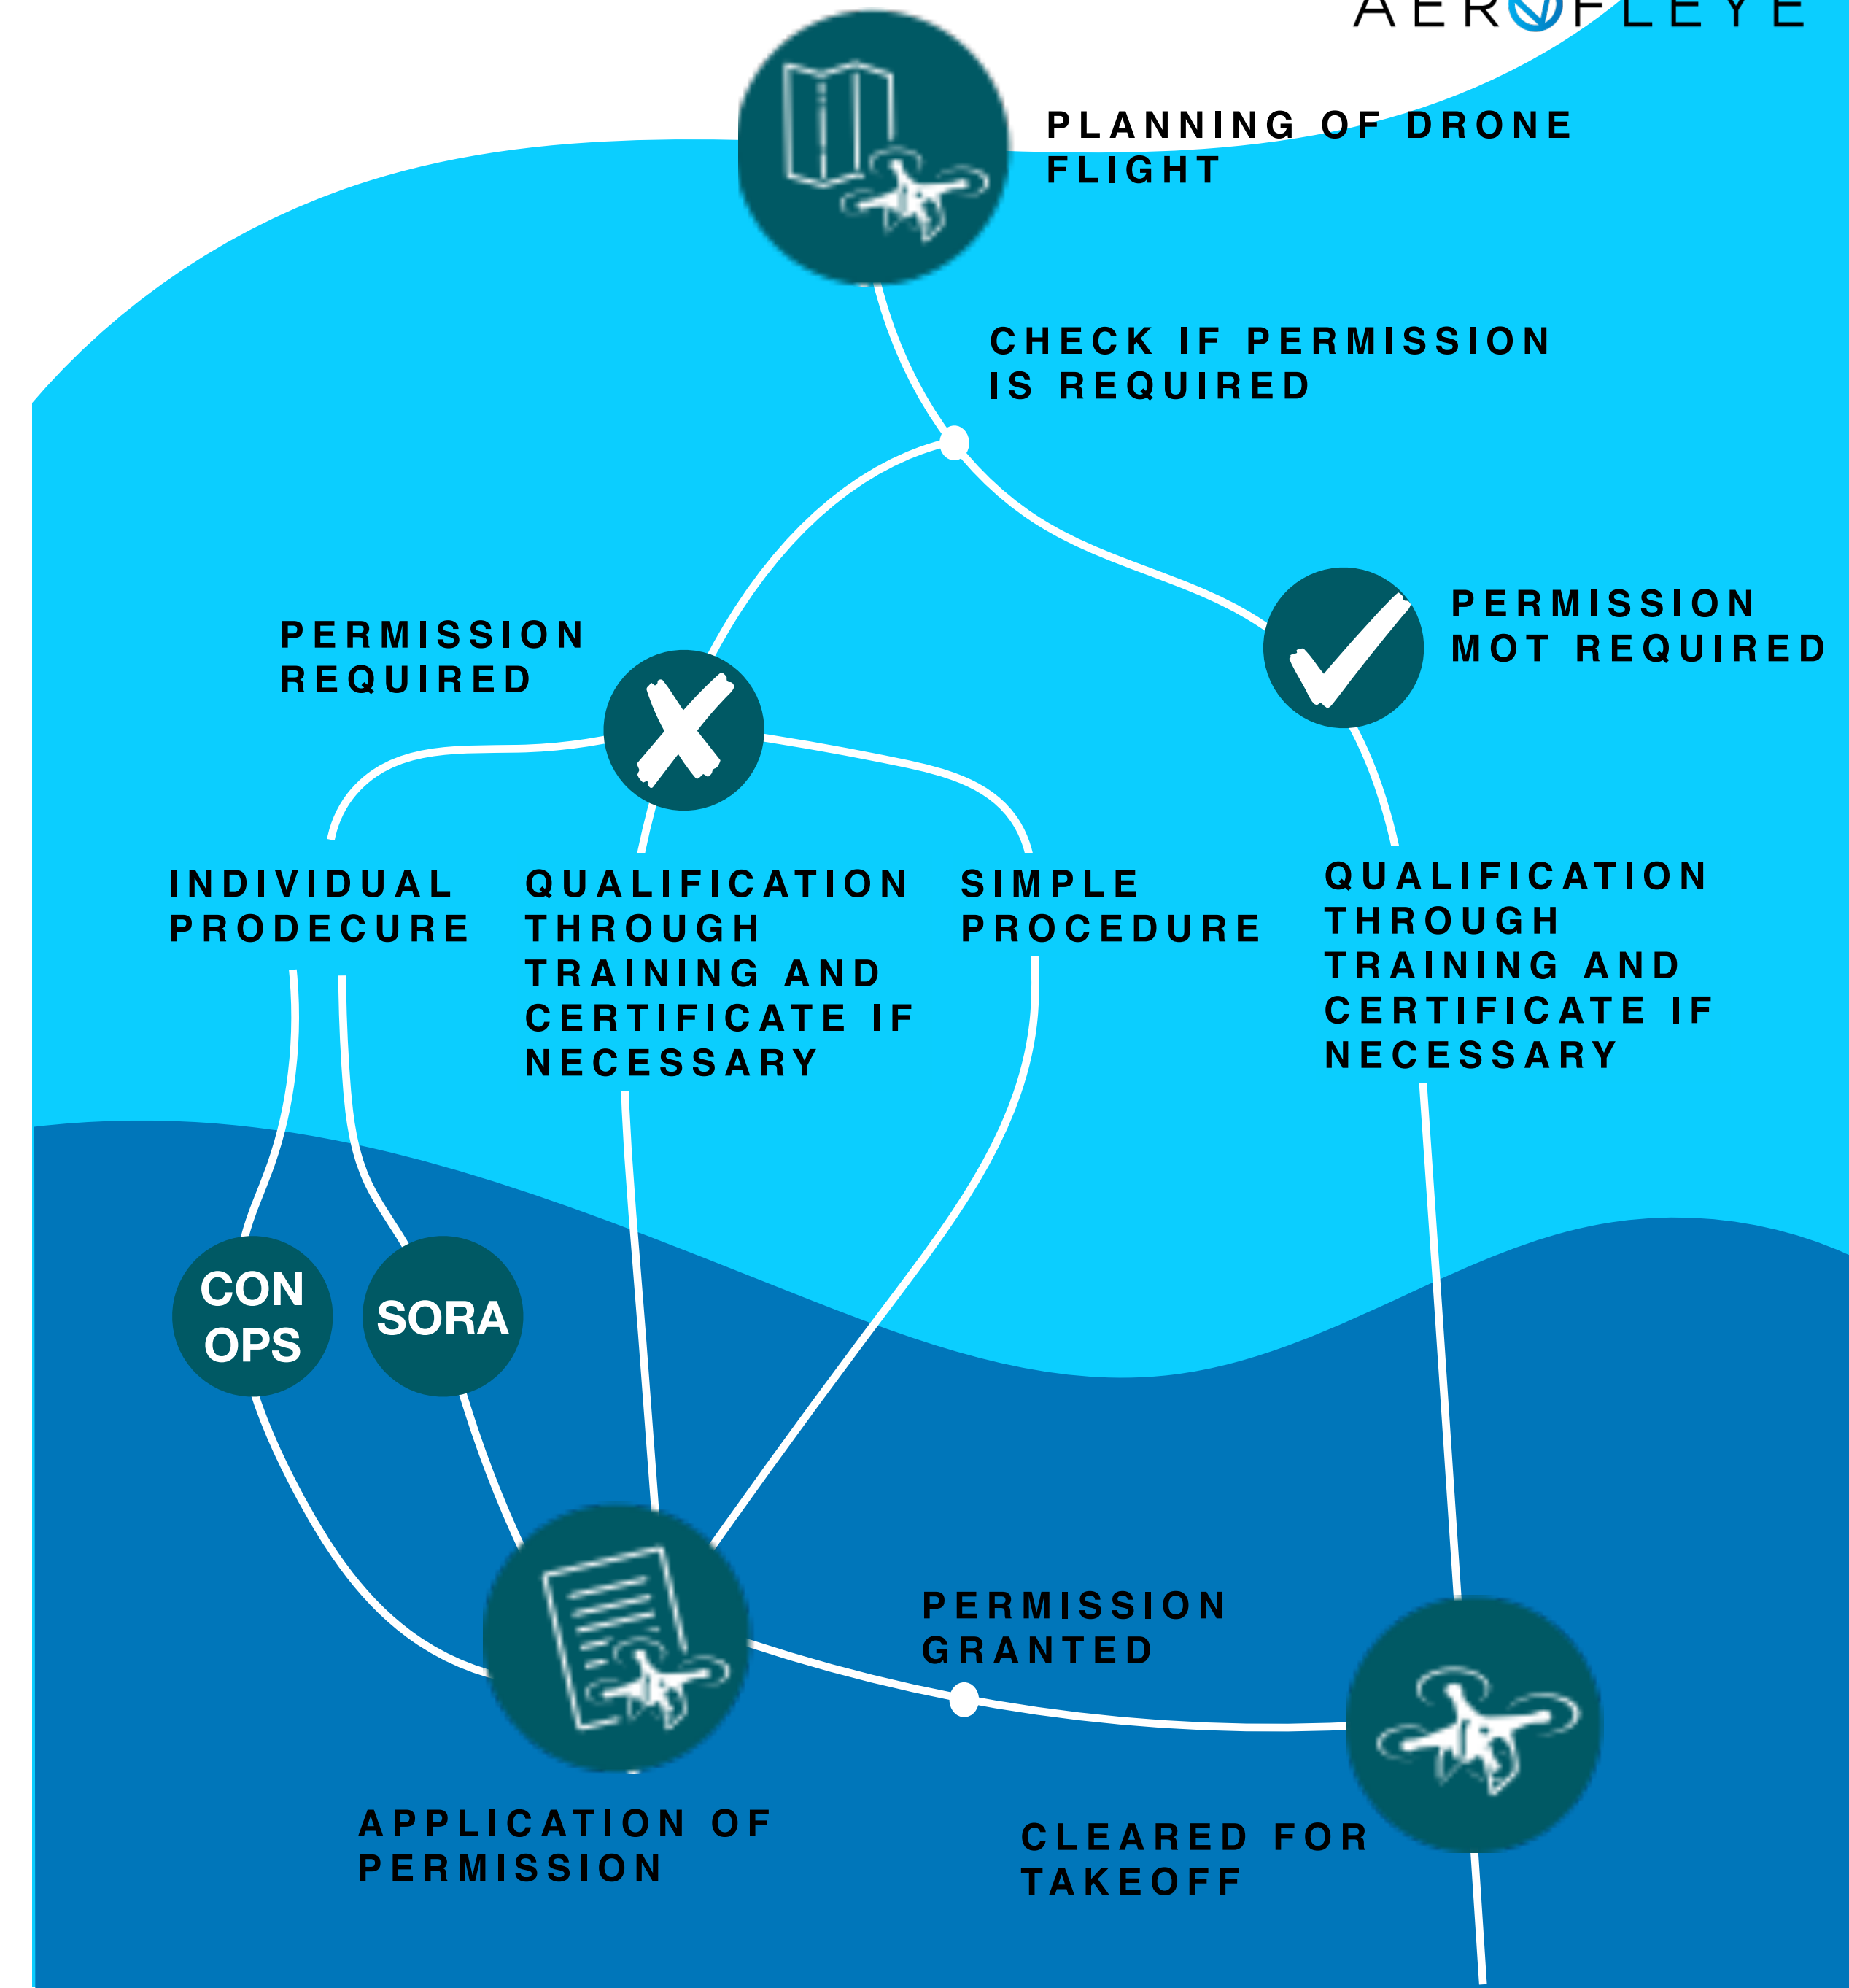 AEROFLEYE
PLANNING OF DRONE
FLIGHT
CHECK IF PERMISSION
IS REQUIRED
PERMISSION
MOT REQUIRED
PERMISSION
REQUIRED
INDIVIDUAL
PRODECURE
QUALIFICATION
THROUGH
TRAINING AND
CERTIFICATE IF
NECESSARY
SIMPLE
PROCEDURE
QUALIFICATION
THROUGH
TRAINING AND
CERTIFICATE IF
NECESSARY
CON
OPS
SORA
PERMISSION
GRANTED
APPLICATION OF
PERMISSION
CLEARED FOR
TAKEOFF